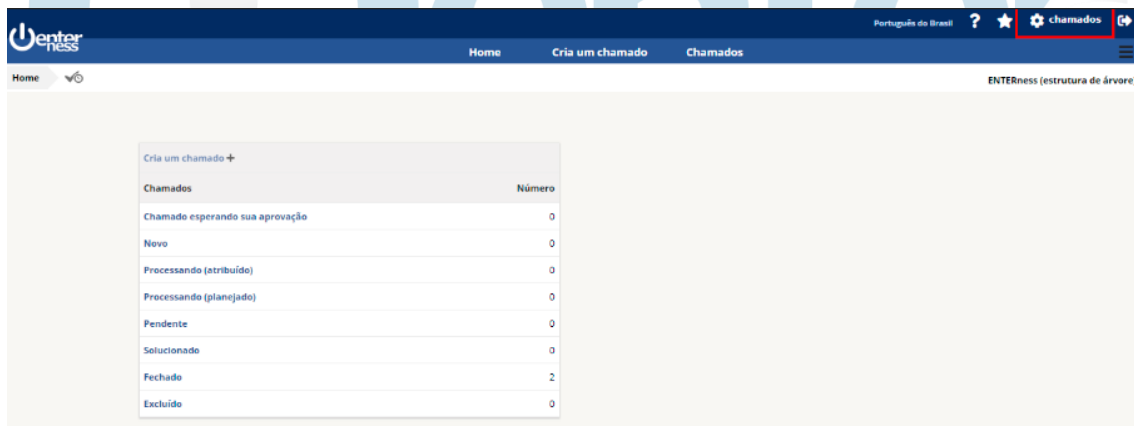 Português do Brasil ? chamados
enter
ness
Home Cria um chamado Chamados
Home ENTERness (estrutura de árvore)
Cria um chamado +
Chamados Número
Chamado esperando sua aprovação 0
Novo 0
Processando (atribuído) 0
Processando (planejado) 0
Pendente 0
Solucionado 0
Fechado 2
Excluído 0